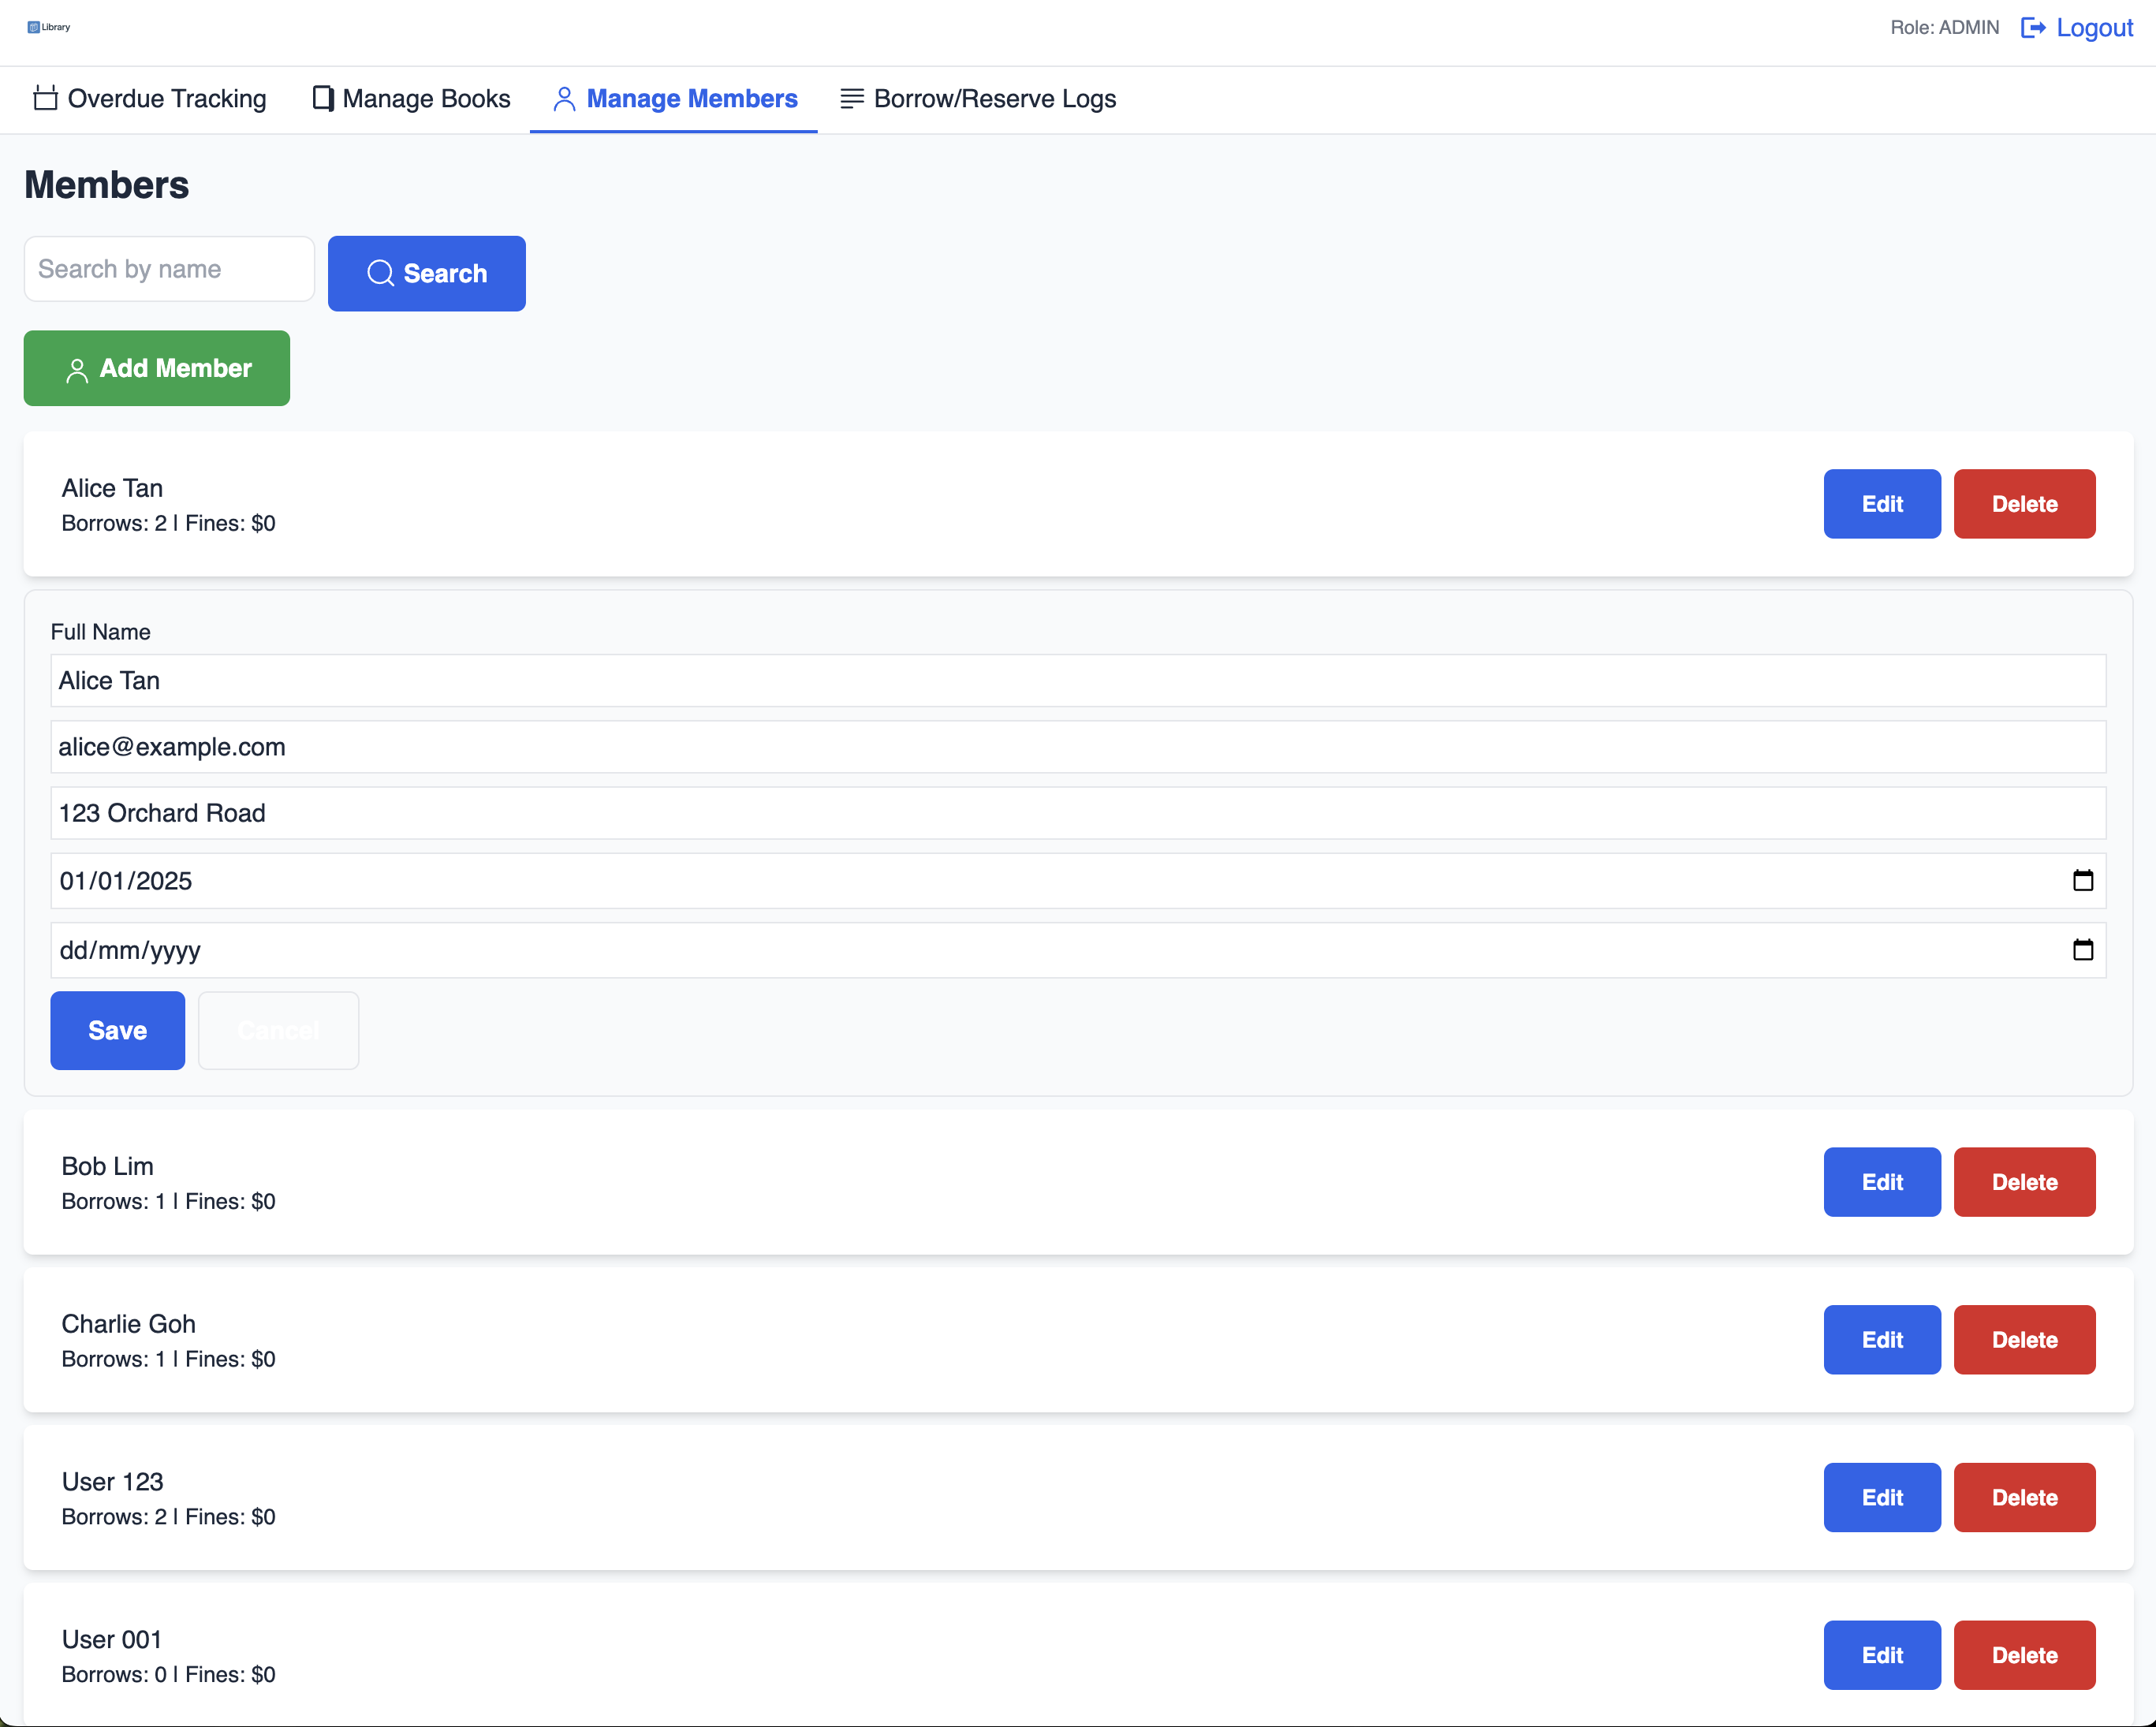 Library
Role: ADMIN Logout
Overdue Tracking Manage Books Manage Members Borrow/Reserve Logs
Members
Search by name Search
Add Member
Alice Tan
Borrows: 2 | Fines: $0
Edit Delete
Full Name
Alice Tan
alice@example.com
123 Orchard Road
01/01/2025
dd/mm/yyyy
Save Cancel
Bob Lim
Borrows: 1 | Fines: $0
Edit Delete
Charlie Goh
Borrows: 1 | Fines: $0
Edit Delete
User 123
Borrows: 2 | Fines: $0
Edit Delete
User 001
Borrows: 0 | Fines: $0
Edit Delete